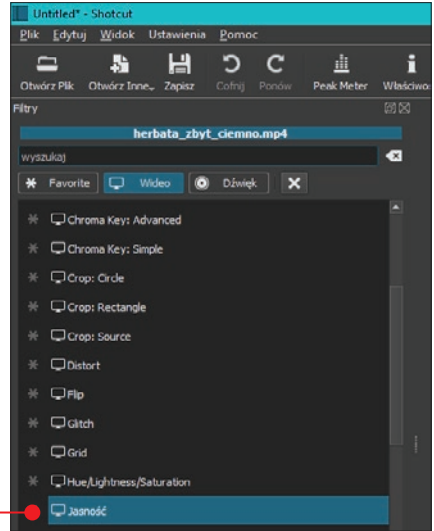 Untitled* - Shotcut
Plik Edytuj Widok Ustawienia Pomoc
Otwórz Plik Otwórz Inne Zapisz Cofnij Ponów Peak Meter Właściwo
Filtry
herbata_zbyt_ciemno.mp4
wyszukaj
Favorite Wideo Dźwięk
Chroma Key: Advanced
Chroma Key: Simple
Crop: Circle
Crop: Rectangle
Crop: Source
Distort
Flip
Glitch
Grid
Hue/Lightness/Saturation
Jasność